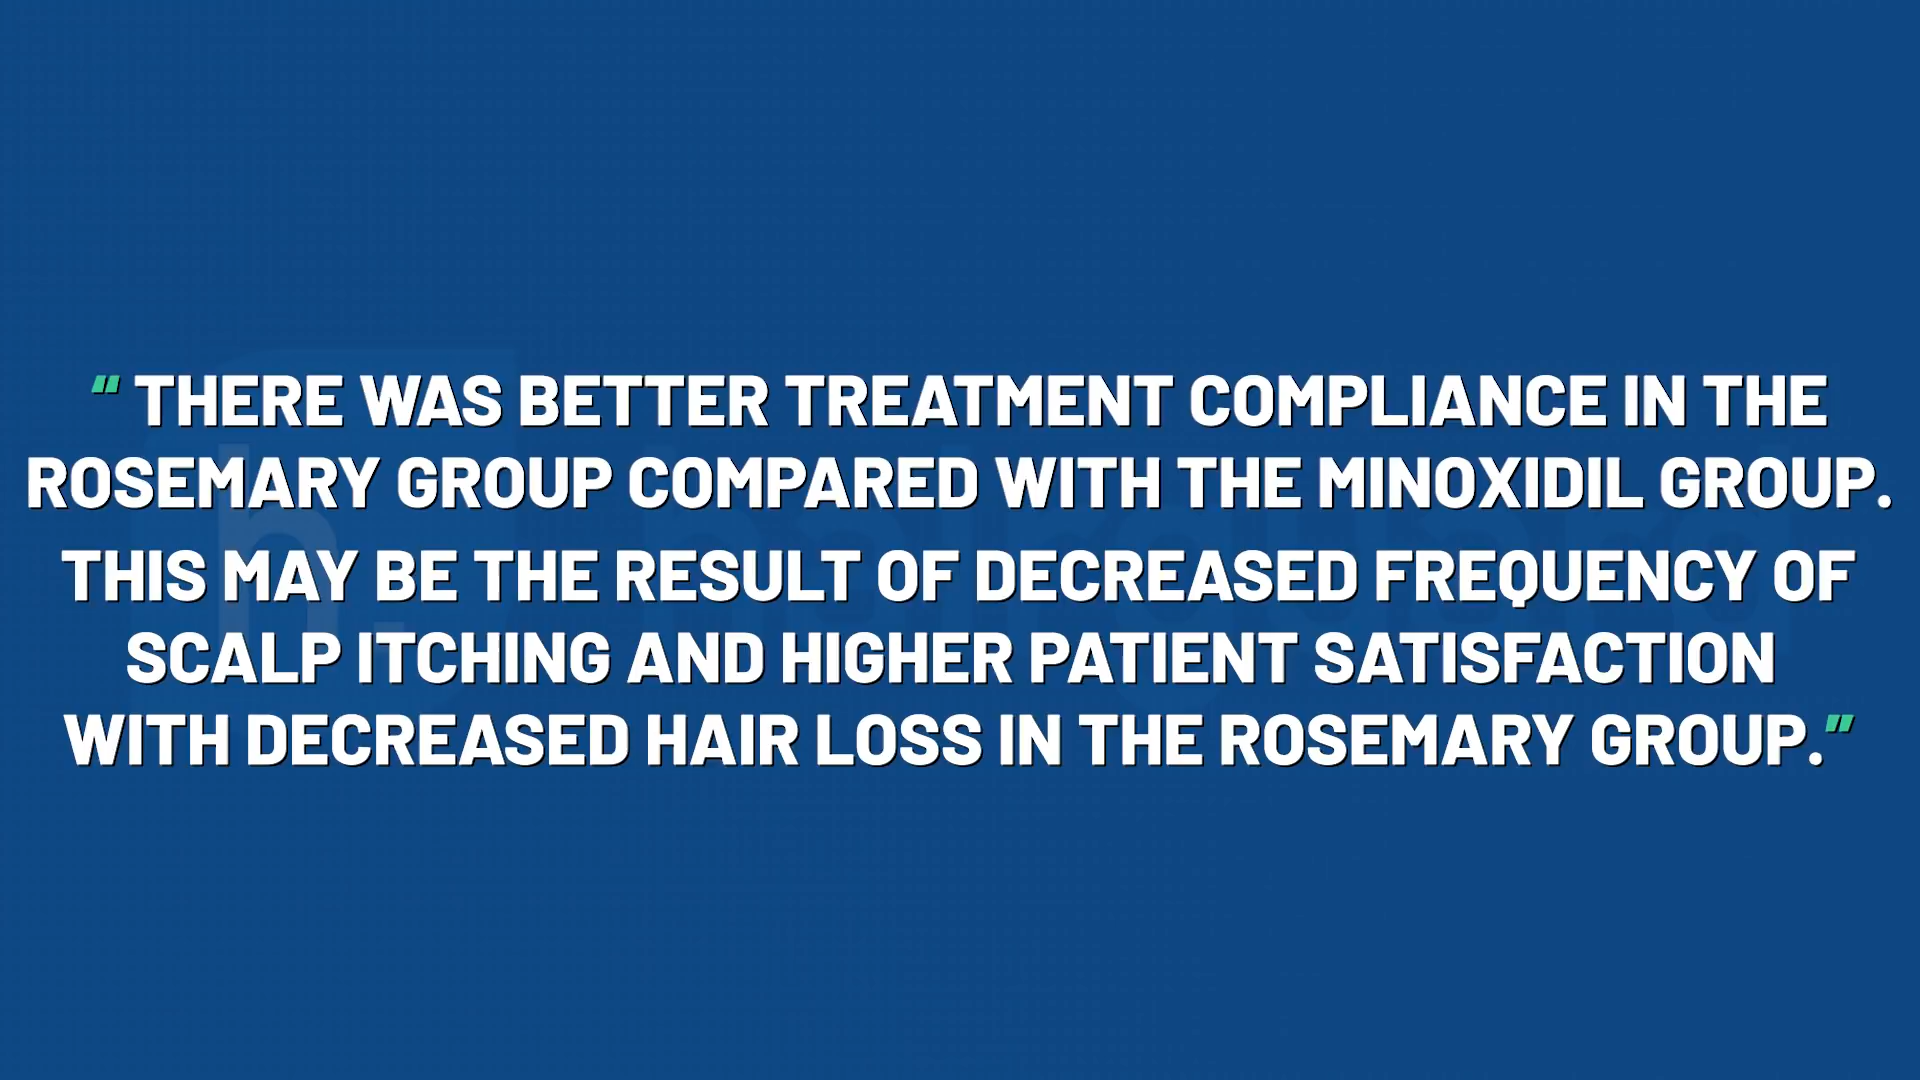 “ THERE WAS BETTER TREATMENT COMPLIANCE IN THE
ROSEMARY GROUP COMPARED WITH THE MINOXIDIL GROUP.
THIS MAY BE THE RESULT OF DECREASED FREQUENCY OF
SCALP ITCHING AND HIGHER PATIENT SATISFACTION
WITH DECREASED HAIR LOSS IN THE ROSEMARY GROUP.”